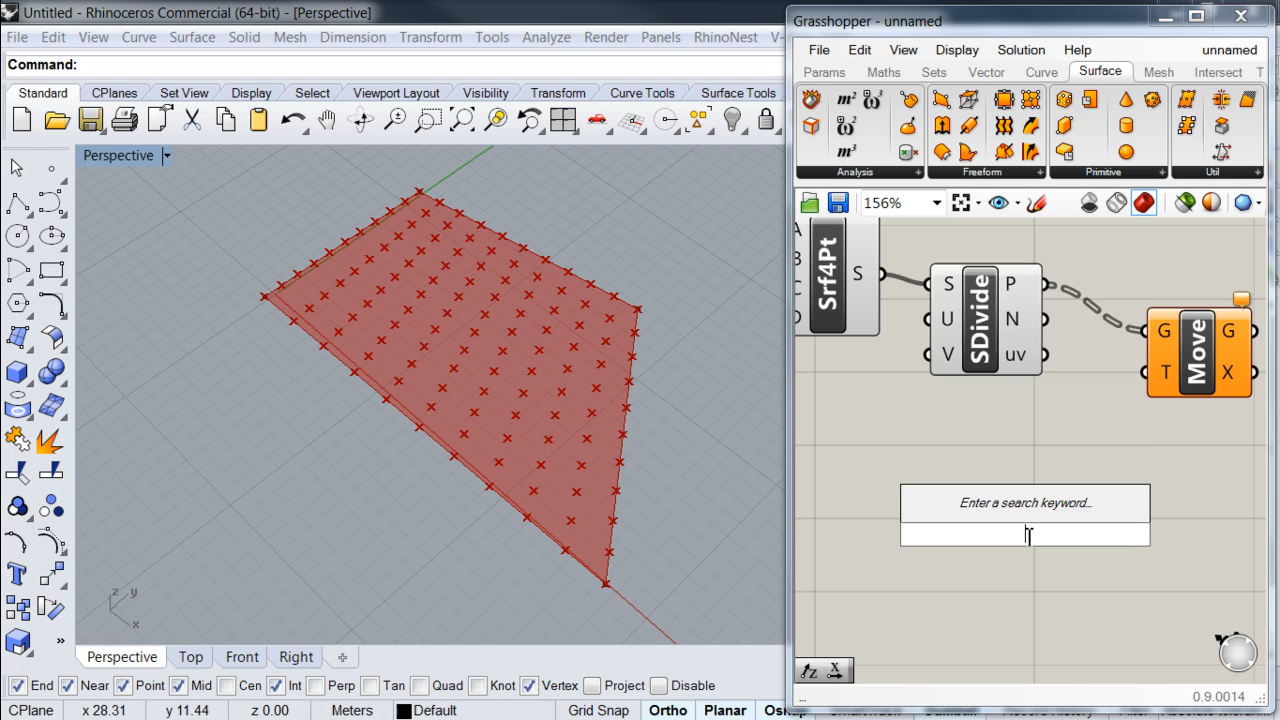 Untitled - Rhinoceros Commercial (64-bit) - [Perspective]
File Edit View Curve Surface Solid Mesh Dimension Transform Tools Analyze Render Panels RhinoNest V-
Command:
Standard CPlanes Set View Display Select Viewport Layout Visibility Transform Curve Tools Surface Tools
Perspective
z y
x
Perspective Top Front Right
End Near Point Mid Cen Int Perp Tan Quad Knot Vertex Project Disable
CPlane x 28.31 y 11.44 z 0.00 Meters Default Grid Snap Ortho Planar
Grasshopper - unnamed
File Edit View Display Solution Help unnamed
Params Maths Sets Vector Curve Surface Mesh Intersect T
Analysis Freeform Primitive Util
156%
A
B
C
D
Srf4Pt
S
S
U
V
SDivide
P
N
uv
G
T
Move
G
X
Enter a search keyword...
...
0.9.0014